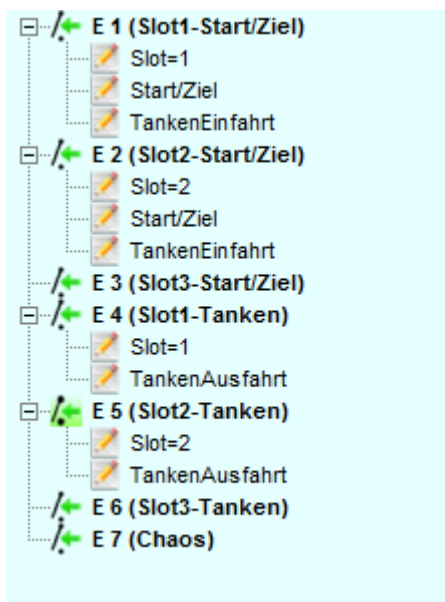 E 1 (Slot1-Start/Ziel)
Slot=1
Start/Ziel
TankenEinfahrt
E 2 (Slot2-Start/Ziel)
Slot=2
Start/Ziel
TankenEinfahrt
E 3 (Slot3-Start/Ziel)
E 4 (Slot1-Tanken)
Slot=1
TankenAusfahrt
E 5 (Slot2-Tanken)
Slot=2
TankenAusfahrt
E 6 (Slot3-Tanken)
E 7 (Chaos)